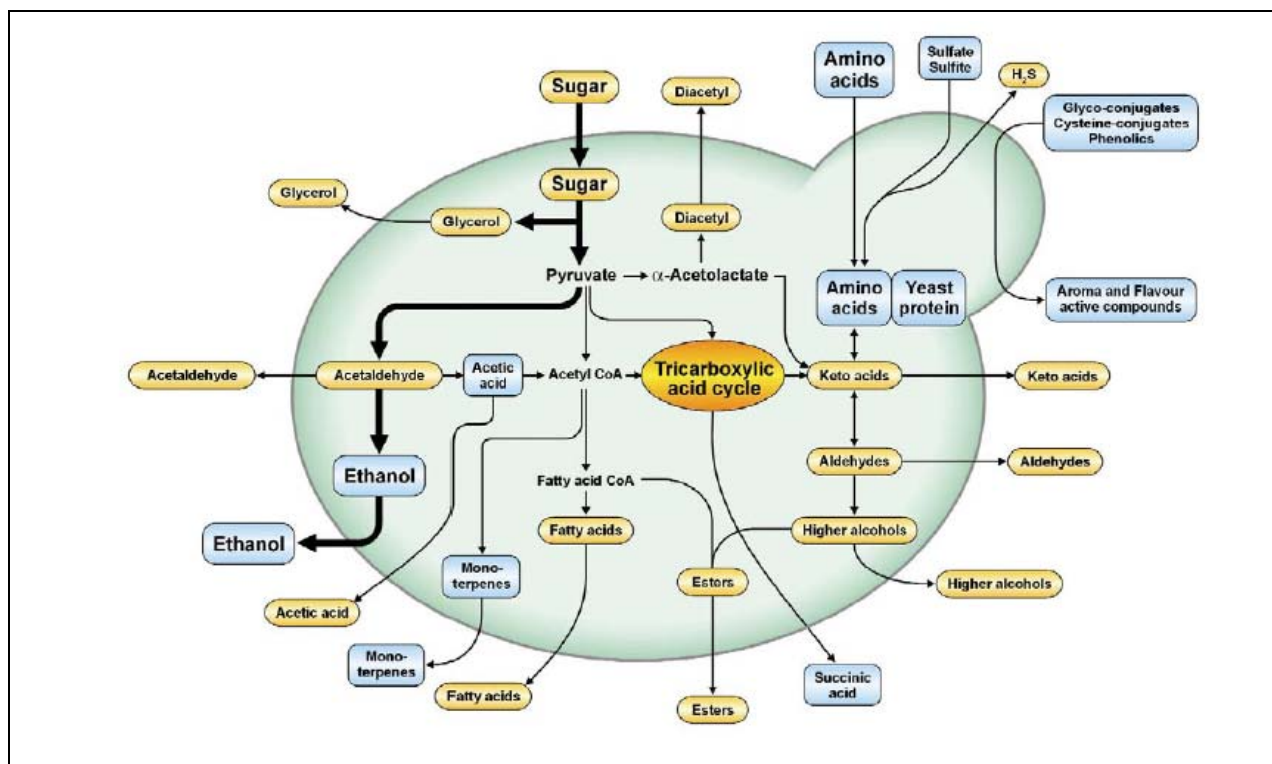 Sugar
Diacetyl
Amino
acids
Sulfate
Sulfite
H₂S
Glyco-conjugates
Cysteine-conjugates
Phenolics
Sugar
Glycerol
Glycerol
Diacetyl
Pyruvate
α-Acetolactate
Amino
acids
Yeast
protein
Aroma and Flavour
active compounds
Acetaldehyde
Acetaldehyde
Acetic
acid
Acetyl CoA
Tricarboxylic
acid cycle
Keto acids
Keto acids
Ethanol
Fatty acid CoA
Aldehydes
Aldehydes
Ethanol
Fatty acids
Higher alcohols
Mono-
terpenes
Esters
Higher alcohols
Acetic acid
Mono-
terpenes
Fatty acids
Esters
Succinic
acid